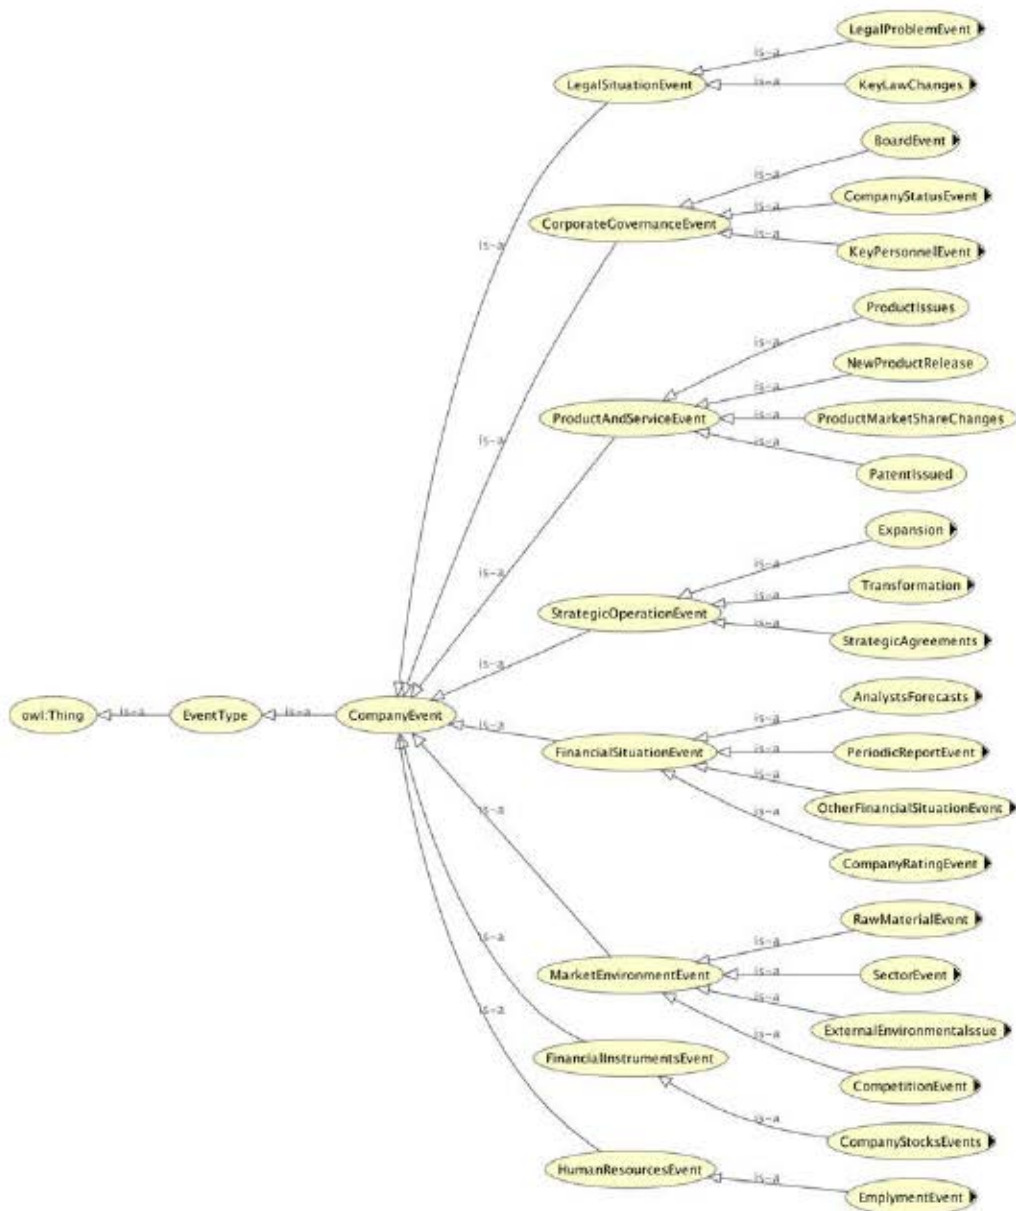 LegalProblemEvent
is-a
LegalSituationEvent
is-a
KeyLawChanges
BoardEvent
is-a
CompanyStatusEvent
is-a
CorporateGovernanceEvent
is-a
KeyPersonnelEvent
is-a
ProductIssues
is-a
NewProductRelease
is-a
ProductAndServiceEvent
is-a
ProductMarketShareChanges
is-a
is-a
PatentIssued
Expansion
is-a
is-a
Transformation
is-a
StrategicOperationEvent
is-a
StrategicAgreements
is-a
AnalystsForecasts
owl:Thing
is-a
EventType
is-a
CompanyEvent
is-a
is-a
FinancialSituationEvent
is-a
PeriodicReportEvent
is-a
OtherFinancialSituationEvent
is-a
is-a
CompanyRatingEvent
RawMaterialEvent
is-a
is-a
MarketEnvironmentEvent
is-a
SectorEvent
is-a
is-a
ExternalEnvironmentalIssue
is-a
FinancialInstrumentsEvent
CompetitionEvent
is-a
CompanyStocksEvents
HumanResourcesEvent
is-a
EmplymentEvent